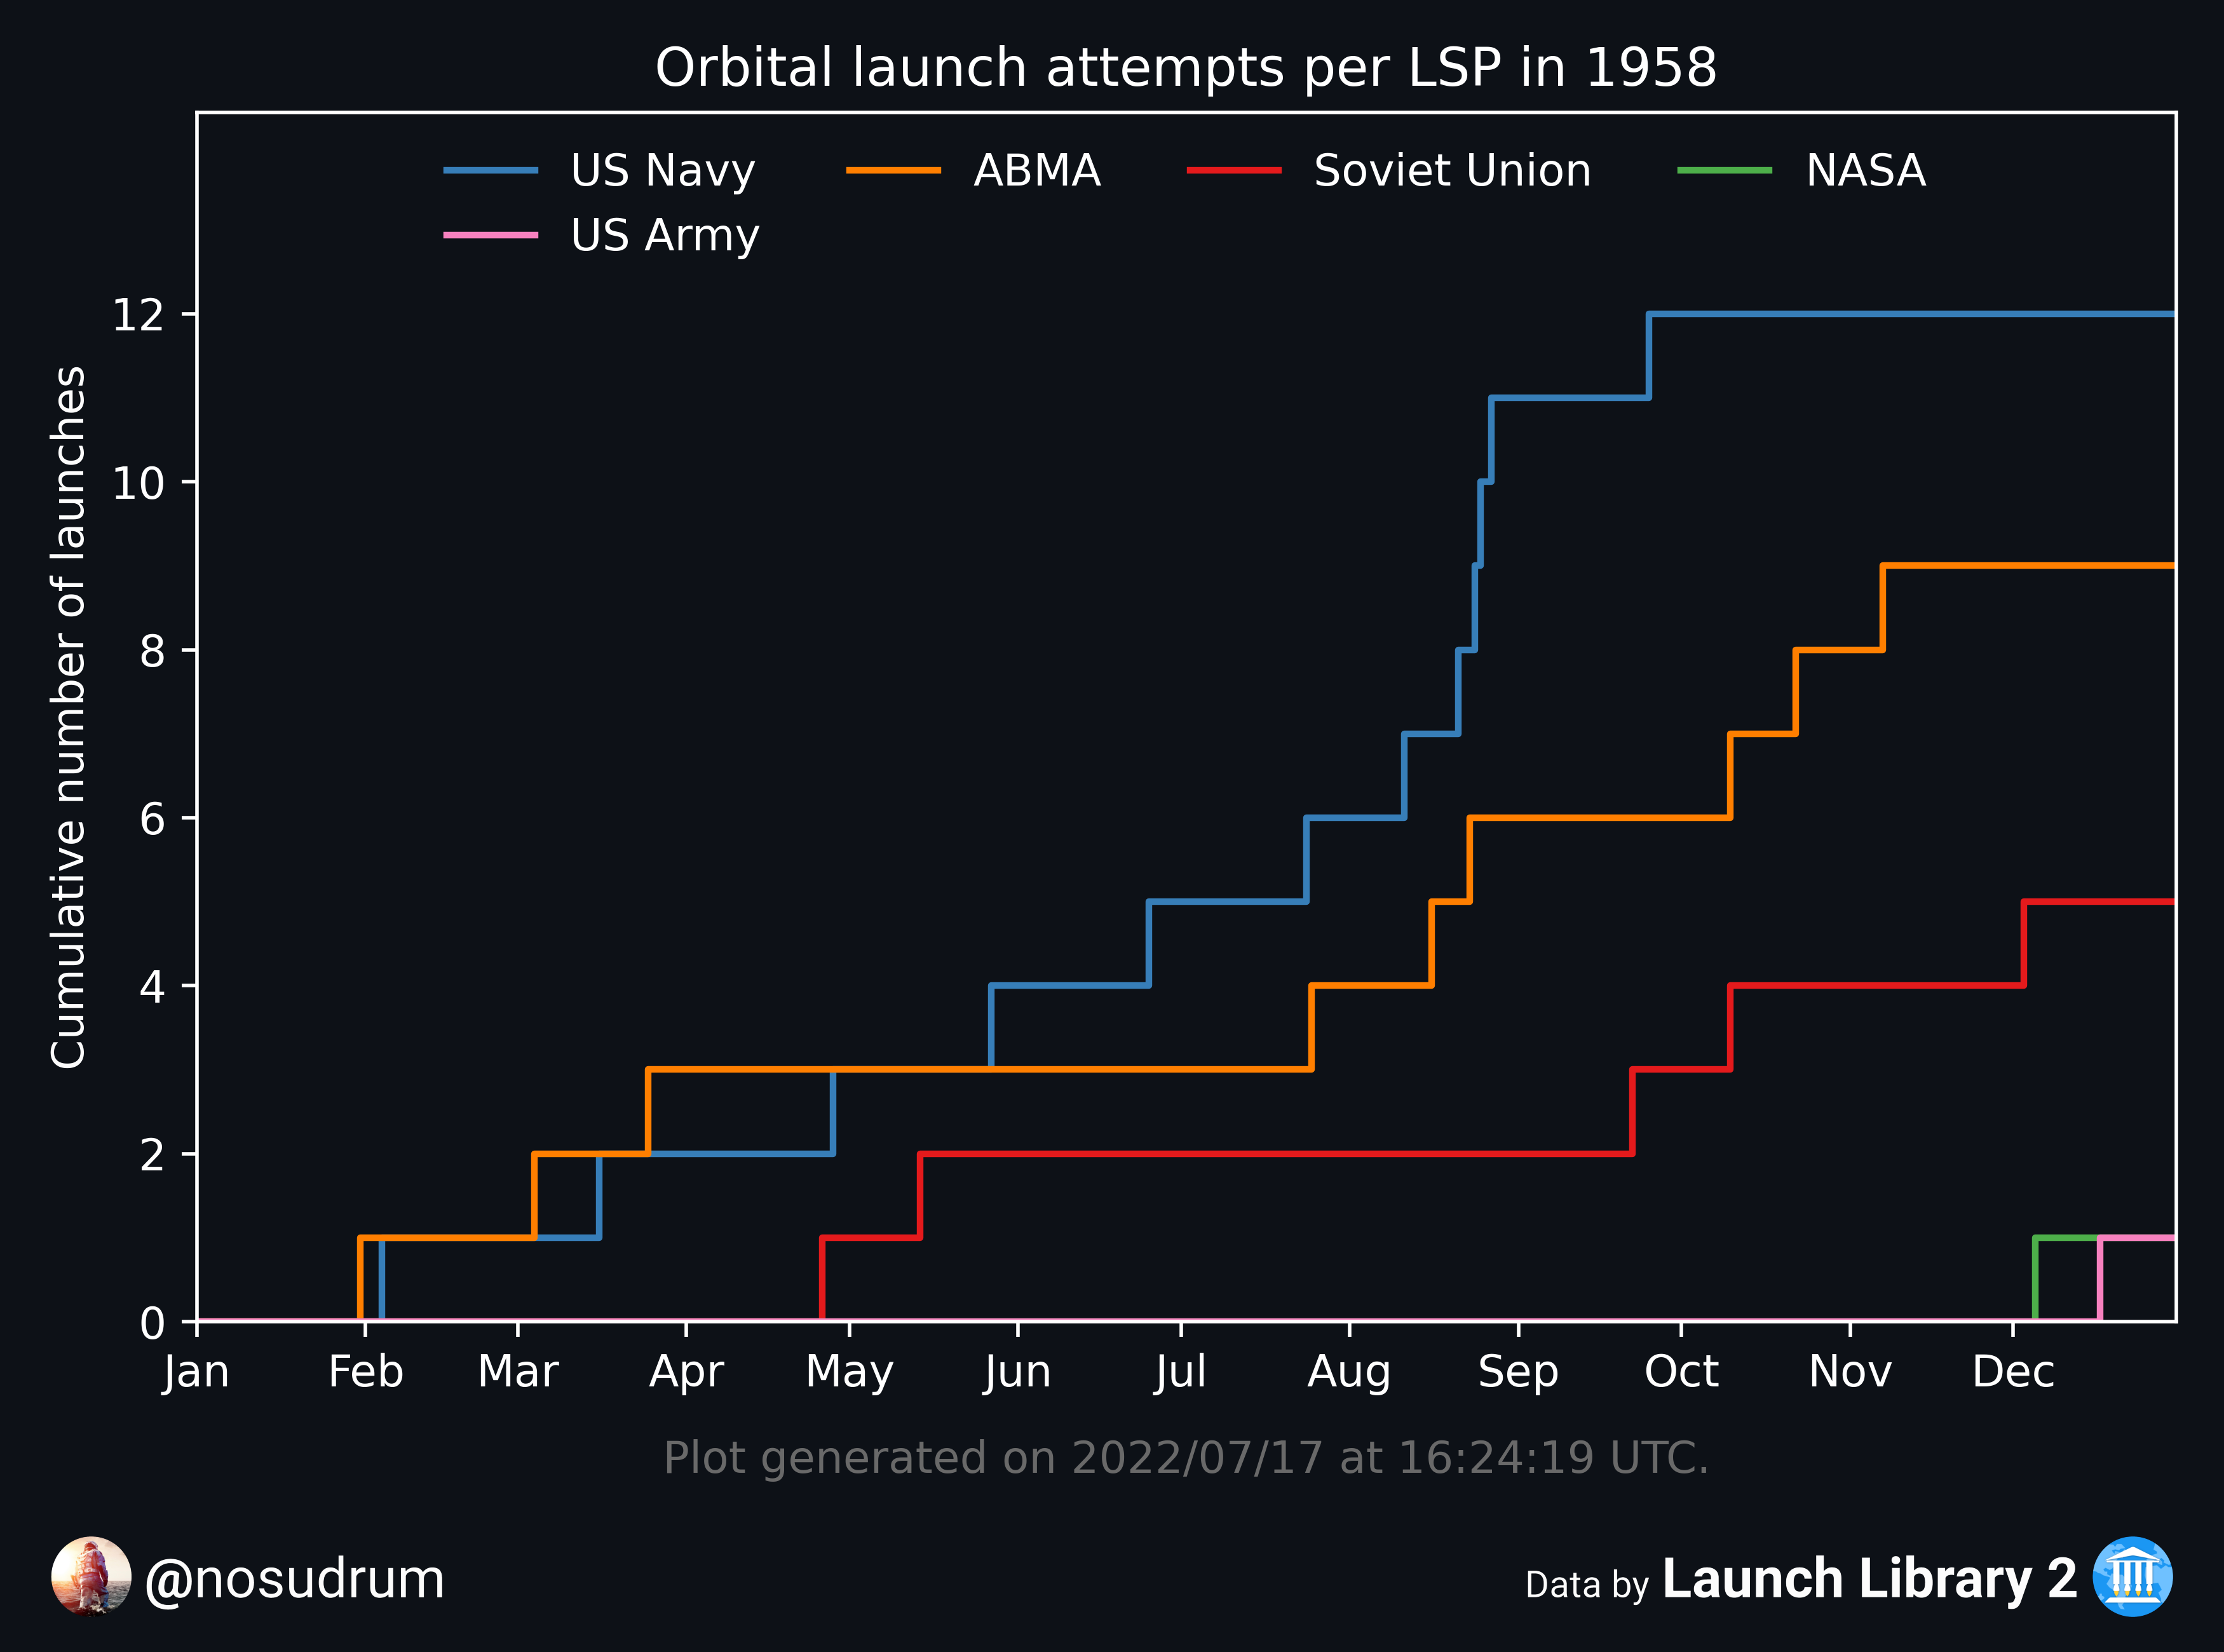 Orbital launch attempts per LSP in 1958
US Navy ABMA Soviet Union NASA
US Army
Cumulative number of launches
12
10
8
6
4
2
0
Jan Feb Mar Apr May Jun Jul Aug Sep Oct Nov Dec
Plot generated on 2022/07/17 at 16:24:19 UTC.
@nosudrum
Data by Launch Library 2